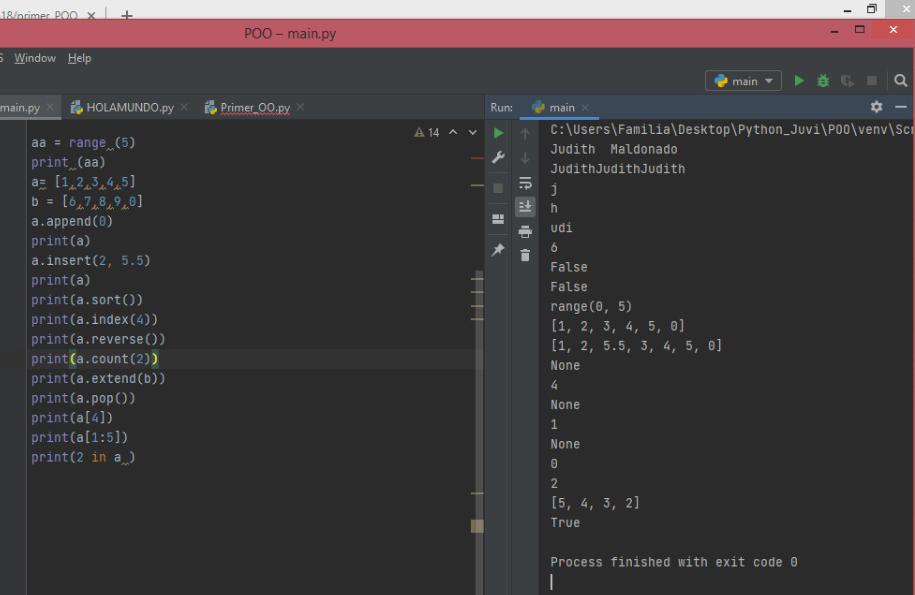 18/primer_POO
POO – main.py
Window Help
main
main.py HOLAMUNDO.py Primer_OO.py
Run: main
14
aa = range (5)
print (aa)
a= [1,2,3,4,5]
b = [6,7,8,9,0]
a.append(0)
print(a)
a.insert(2, 5.5)
print(a)
print(a.sort())
print(a.index(4))
print(a.reverse())
print(a.count(2))
print(a.extend(b))
print(a.pop())
print(a[4])
print(a[1:5])
print(2 in a )
C:\Users\Familia\Desktop\Python_Juvi\POO\venv\Scr
Judith  Maldonado
JudithJudithJudith
j
h
udi
6
False
False
range(0, 5)
[1, 2, 3, 4, 5, 0]
[1, 2, 5.5, 3, 4, 5, 0]
None
4
None
1
None
0
2
[5, 4, 3, 2]
True
Process finished with exit code 0